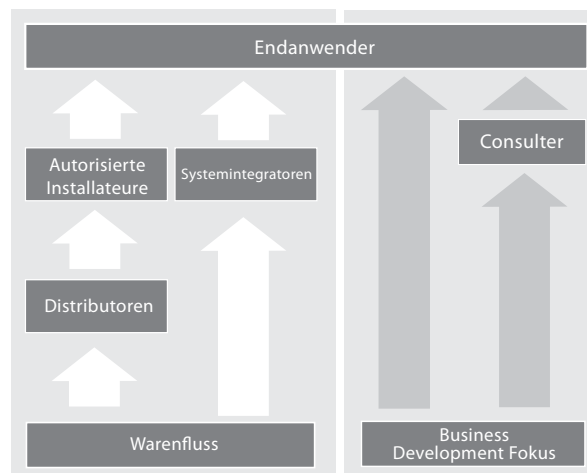 Endanwender
Autorisierte
Installateure
Systemintegratoren
Consulter
Distributoren
Warenfluss
Business
Development Fokus